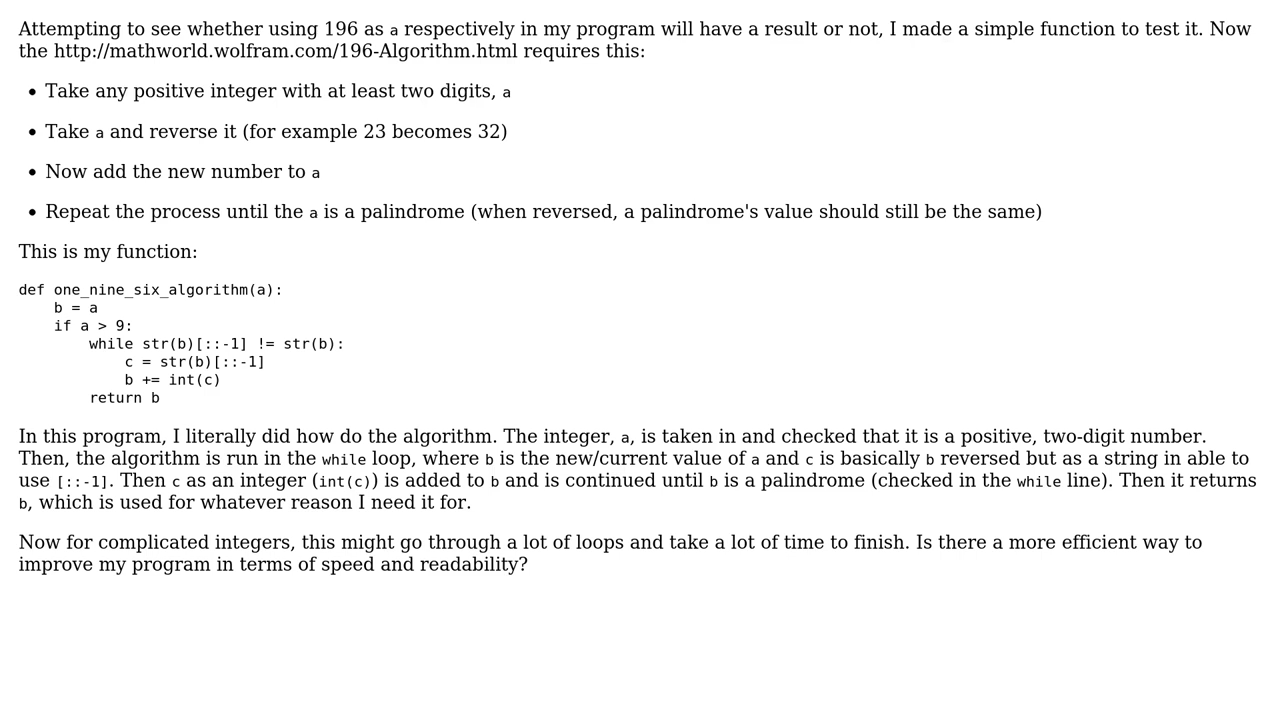 Attempting to see whether using 196 as a respectively in my program will have a result or not, I made a simple function to test it. Now
the http://mathworld.wolfram.com/196-Algorithm.html requires this:
• Take any positive integer with at least two digits, a
• Take a and reverse it (for example 23 becomes 32)
• Now add the new number to a
• Repeat the process until the a is a palindrome (when reversed, a palindrome's value should still be the same)
This is my function:
def one_nine_six_algorithm(a):
    b = a
    if a > 9:
        while str(b)[::-1] != str(b):
            c = str(b)[::-1]
            b += int(c)
        return b
In this program, I literally did how do the algorithm. The integer, a, is taken in and checked that it is a positive, two-digit number.
Then, the algorithm is run in the while loop, where b is the new/current value of a and c is basically b reversed but as a string in able to
use [::-1]. Then c as an integer (int(c)) is added to b and is continued until b is a palindrome (checked in the while line). Then it returns
b, which is used for whatever reason I need it for.
Now for complicated integers, this might go through a lot of loops and take a lot of time to finish. Is there a more efficient way to
improve my program in terms of speed and readability?